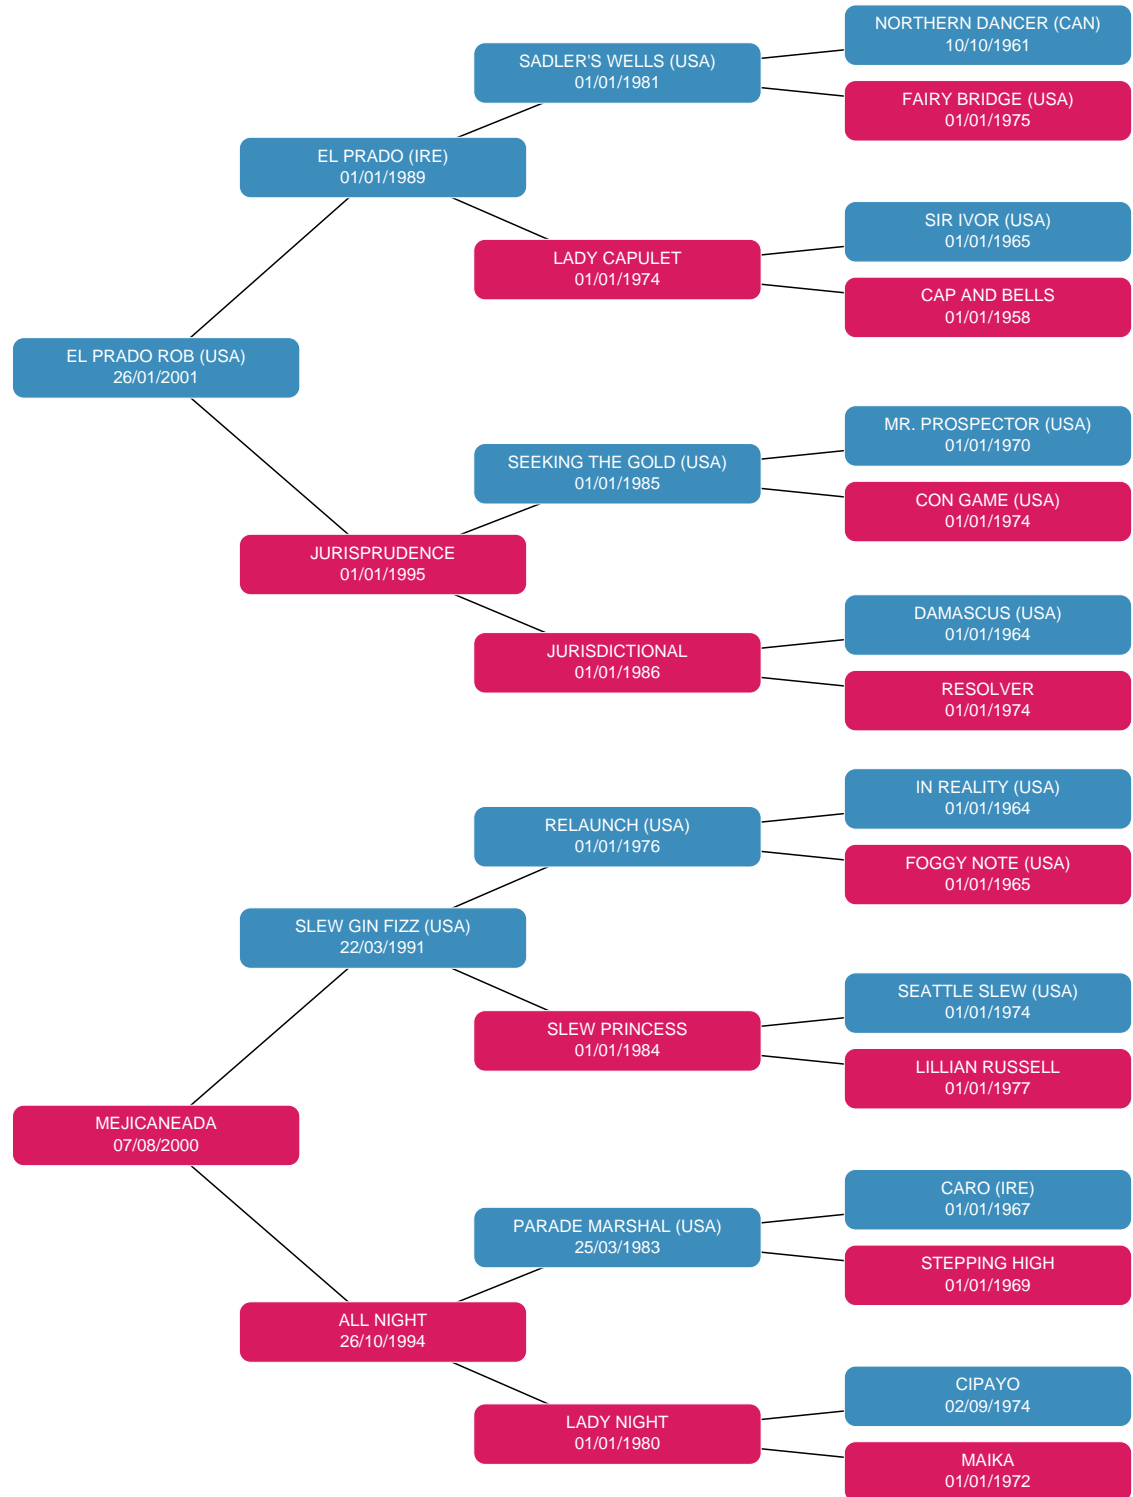 NORTHERN DANCER (CAN)
10/10/1961
SADLER'S WELLS (USA)
01/01/1981
FAIRY BRIDGE (USA)
01/01/1975
EL PRADO (IRE)
01/01/1989
SIR IVOR (USA)
01/01/1965
LADY CAPULET
01/01/1974
CAP AND BELLS
01/01/1958
EL PRADO ROB (USA)
26/01/2001
MR. PROSPECTOR (USA)
01/01/1970
SEEKING THE GOLD (USA)
01/01/1985
CON GAME (USA)
01/01/1974
JURISPRUDENCE
01/01/1995
DAMASCUS (USA)
01/01/1964
JURISDICTIONAL
01/01/1986
RESOLVER
01/01/1974
IN REALITY (USA)
01/01/1964
RELAUNCH (USA)
01/01/1976
FOGGY NOTE (USA)
01/01/1965
SLEW GIN FIZZ (USA)
22/03/1991
SEATTLE SLEW (USA)
01/01/1974
SLEW PRINCESS
01/01/1984
LILLIAN RUSSELL
01/01/1977
MEJICANEADA
07/08/2000
CARO (IRE)
01/01/1967
PARADE MARSHAL (USA)
25/03/1983
STEPPING HIGH
01/01/1969
ALL NIGHT
26/10/1994
CIPAYO
02/09/1974
LADY NIGHT
01/01/1980
MAIKA
01/01/1972